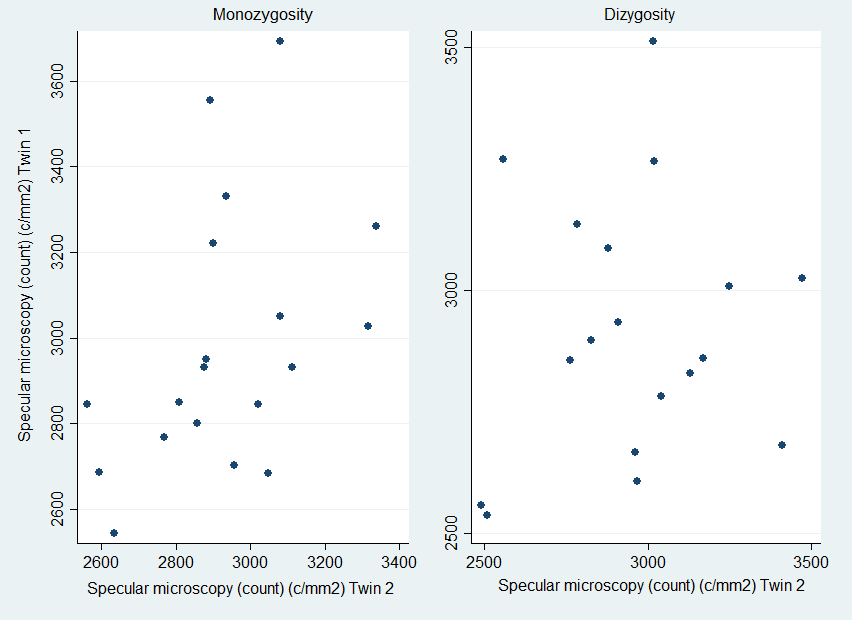 Monozygosity
Specular microscopy (count) (c/mm2) Twin 1
3600
3400
3200
3000
2800
2600
2600 2800 3000 3200 3400
Specular microscopy (count) (c/mm2) Twin 2
Dizygosity
3500
3000
2500
2500 3000 3500
Specular microscopy (count) (c/mm2) Twin 2